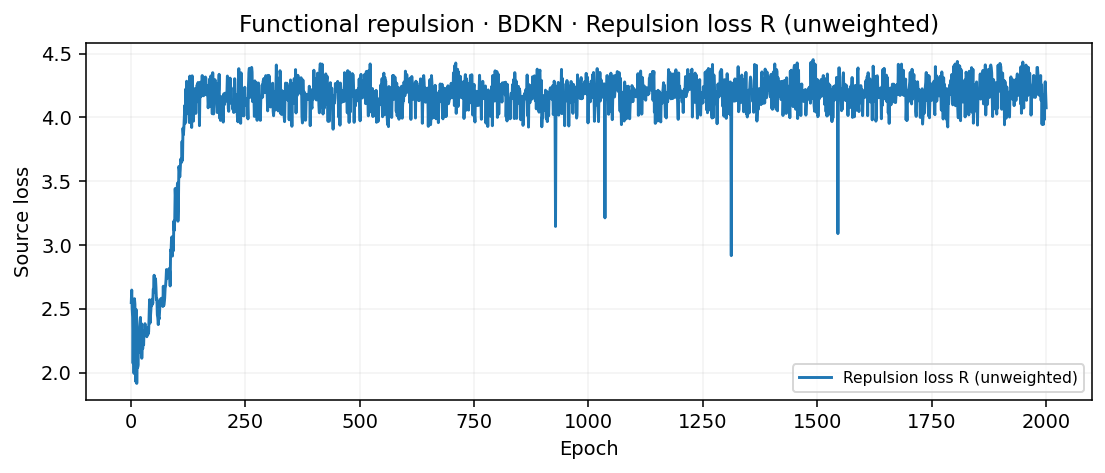 Functional repulsion · BDKN · Repulsion loss R (unweighted)
4.5
4.0
3.5
3.0
2.5
2.0
Source loss
0 250 500 750 1000 1250 1500 1750 2000
Epoch
Repulsion loss R (unweighted)